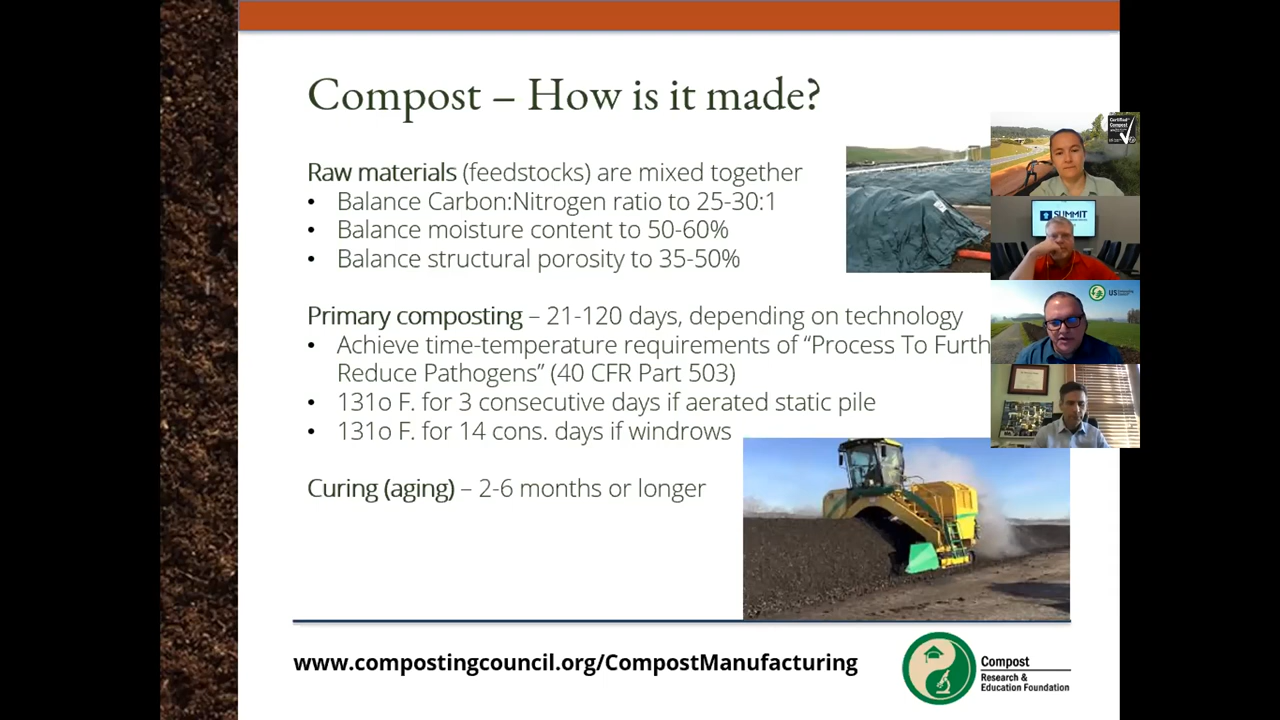 Compost – How is it made?
Raw materials (feedstocks) are mixed together
• Balance Carbon:Nitrogen ratio to 25-30:1
• Balance moisture content to 50-60%
• Balance structural porosity to 35-50%
Primary composting – 21-120 days, depending on technology
• Achieve time-temperature requirements of “Process To Furth
Reduce Pathogens” (40 CFR Part 503)
• 131o F. for 3 consecutive days if aerated static pile
• 131o F. for 14 cons. days if windrows
Curing (aging) – 2-6 months or longer
www.compostingcouncil.org/CompostManufacturing
Compost
Research &
Education Foundation
Certified
Compost
SUMMIT
US Composting